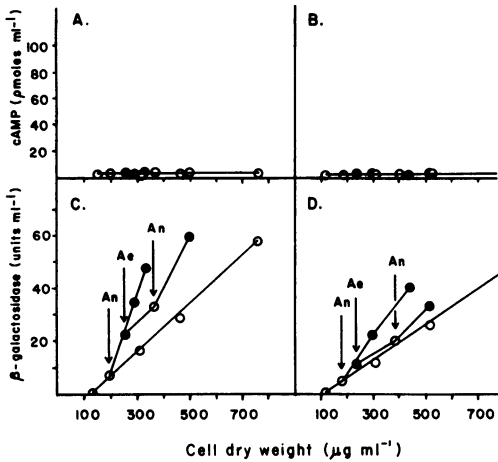 A.
B.
cAMP (pmoles ml⁻¹)
120
100
80
60
40
20
C.
D.
β-galactosidase (units ml⁻¹)
60
40
20
An
Ae
An
An
Ae
An
100 300 500 700
100 300 500 700
Cell dry weight (μg ml⁻¹)